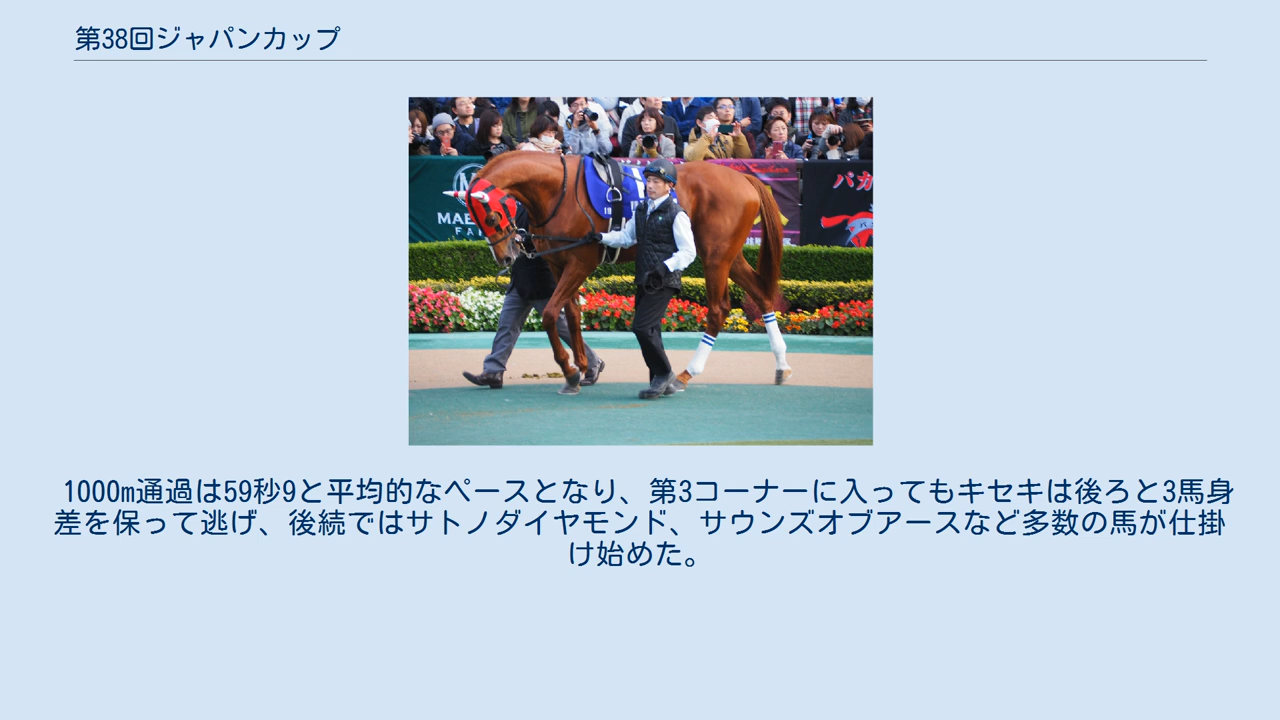 第38回ジャパンカップ
パカ
1000m通過は59秒9と平均的なペースとなり、第3コーナーに入ってもキセキは後ろと3馬身
差を保って逃げ、後続ではサトノダイヤモンド、サウンズオブアースなど多数の馬が仕掛
け始めた。